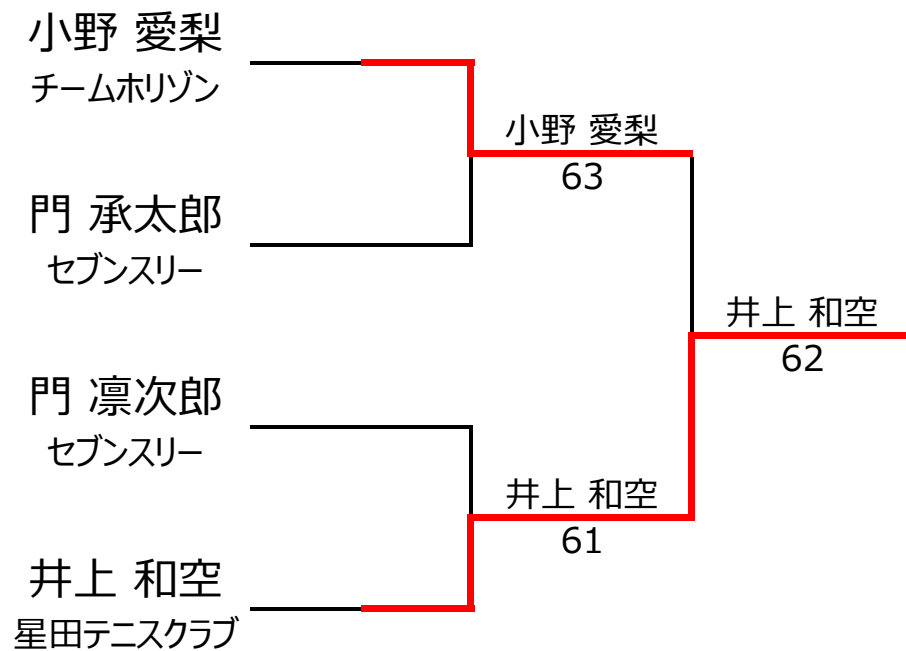 小野 愛梨
チームホリゾン
小野 愛梨
63
門 承太郎
セブンスリー
井上 和空
62
門 凛次郎
セブンスリー
井上 和空
61
井上 和空
星田テニスクラブ